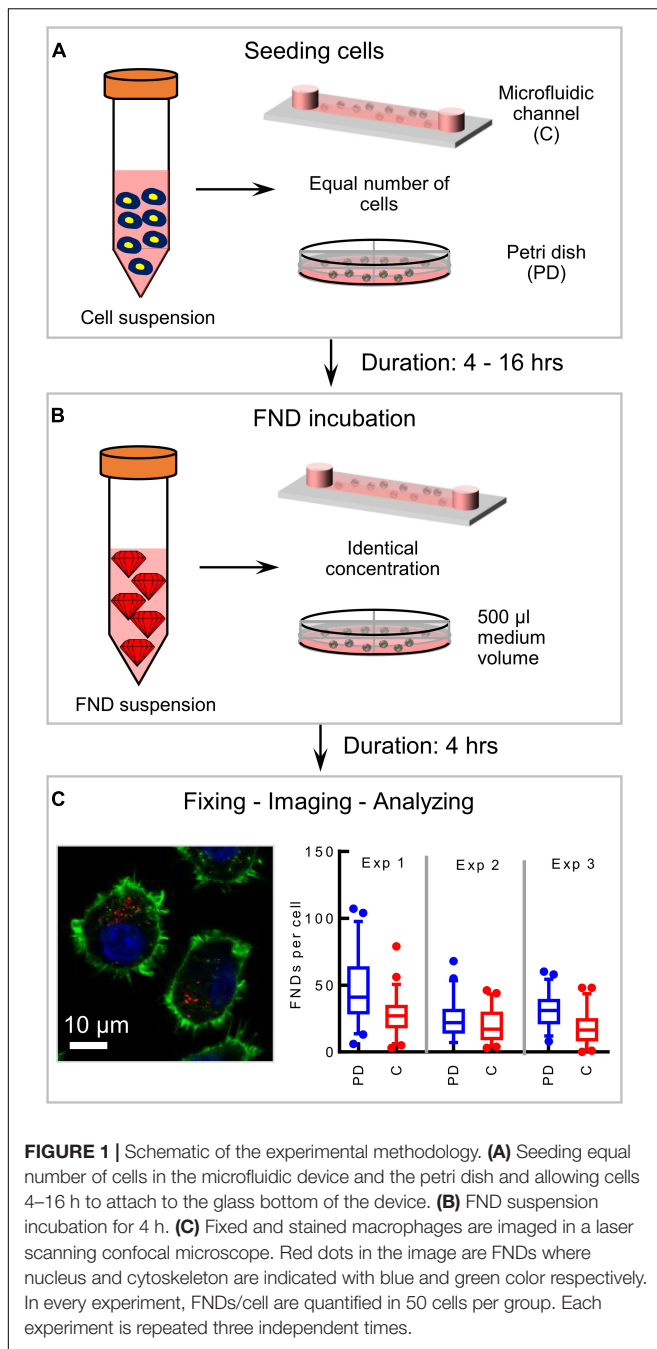 A
Seeding cells
Microfluidic
channel
(C)
Equal number of
cells
Petri dish
(PD)
Cell suspension
Duration: 4 - 16 hrs
B
FND incubation
Identical
concentration
500 µl
medium
volume
FND suspension
Duration: 4 hrs
C
Fixing - Imaging - Analyzing
10 µm
FNDs per cell
150
100
50
0
Exp 1
Exp 2
Exp 3
PD
C
PD
C
PD
C
FIGURE 1 | Schematic of the experimental methodology. (A) Seeding equal
number of cells in the microfluidic device and the petri dish and allowing cells
4–16 h to attach to the glass bottom of the device. (B) FND suspension
incubation for 4 h. (C) Fixed and stained macrophages are imaged in a laser
scanning confocal microscope. Red dots in the image are FNDs where
nucleus and cytoskeleton are indicated with blue and green color respectively.
In every experiment, FNDs/cell are quantified in 50 cells per group. Each
experiment is repeated three independent times.